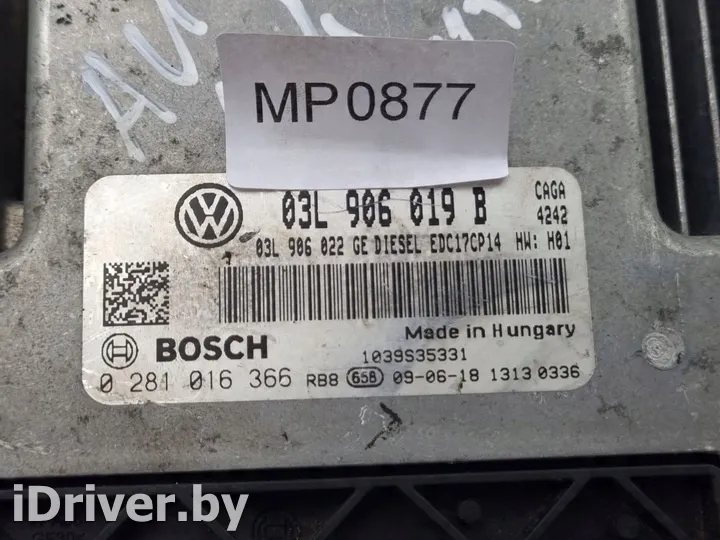 AU
MP0877
03L 906 019 B
CAGA
4242
03L 906 022 GE DIESEL EDC17CP14 HW: H01
Made in Hungary
BOSCH
1039S35331
0 281 016 366 RB8 658 09-06-18 1313 0336
iDriver.by